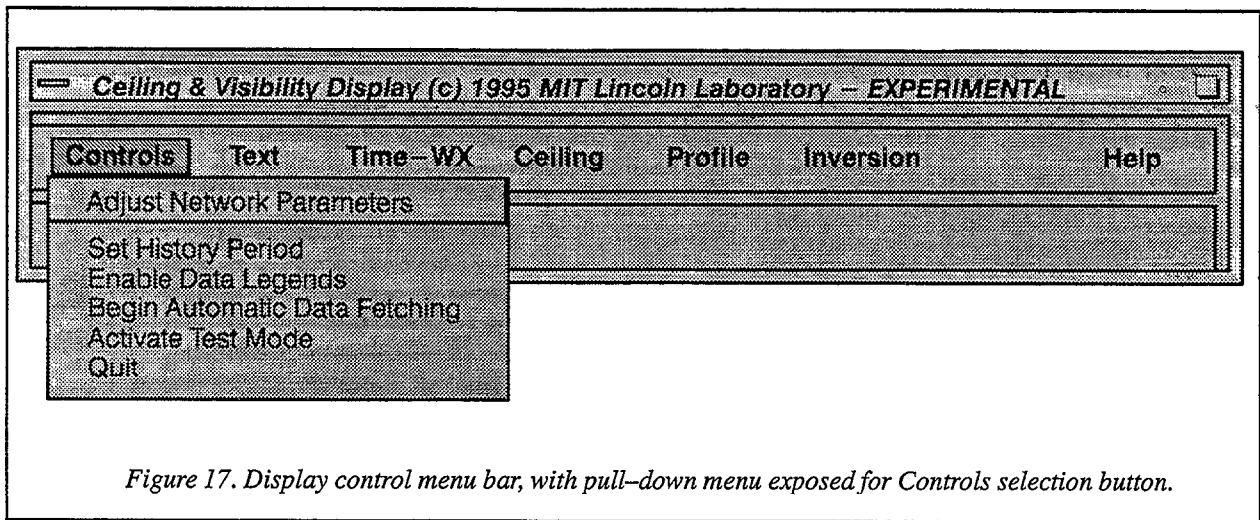 Ceiling & Visibility Display (c) 1995 MIT Lincoln Laboratory – EXPERIMENTAL
Controls Text Time–WX Ceiling Profile Inversion Help
Adjust Network Parameters
Set History Period
Enable Data Legends
Begin Automatic Data Fetching
Activate Test Mode
Quit
Figure 17. Display control menu bar, with pull–down menu exposed for Controls selection button.